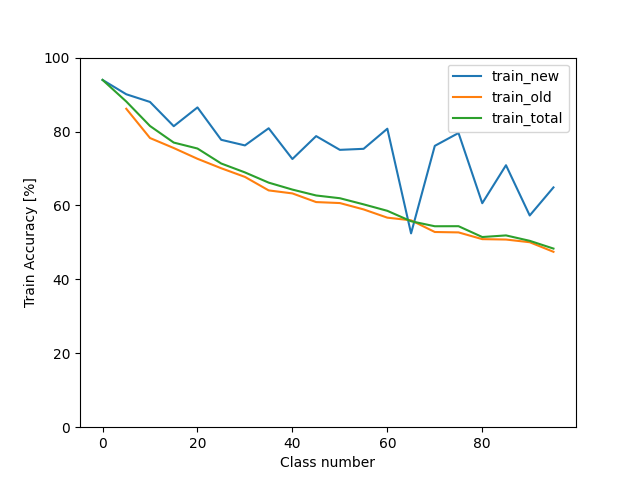 100
80
60
40
20
0
Train Accuracy [%]
train_new
train_old
train_total
0 20 40 60 80
Class number